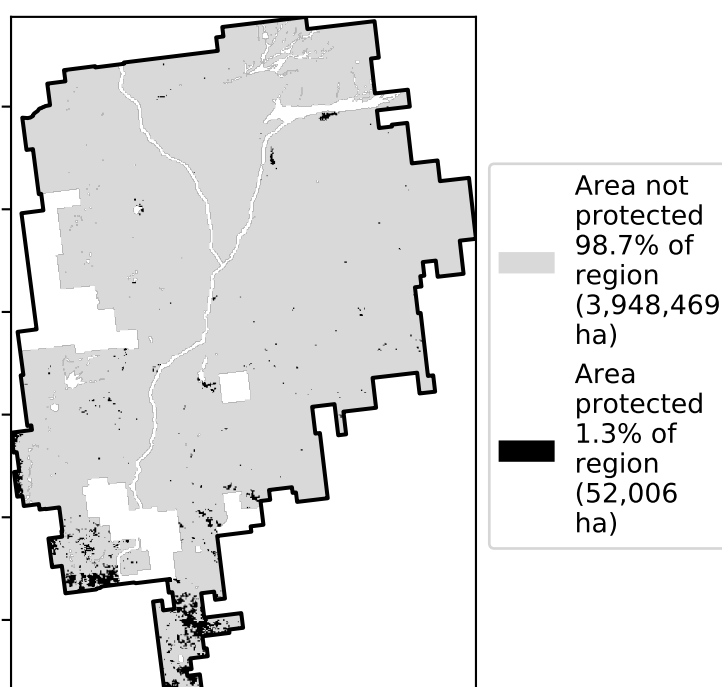 Area not
protected
98.7% of
region
(3,948,469
ha)
Area
protected
1.3% of
region
(52,006
ha)